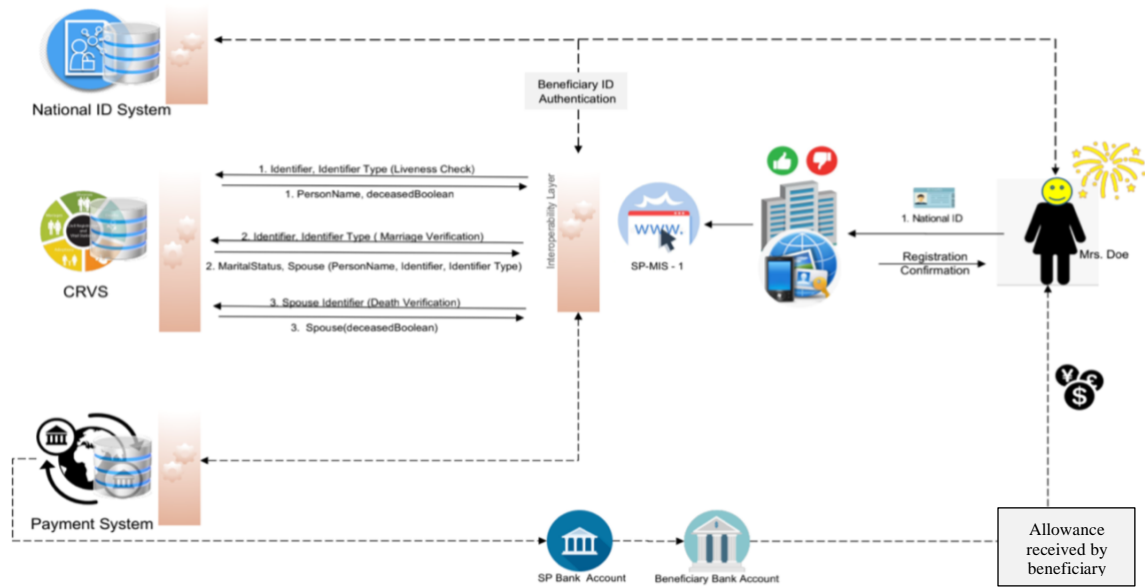 National ID System
Beneficiary ID
Authentication
1. Identifier, Identifier Type (Liveness Check)
1. PersonName, deceasedBoolean
2. Identifier, Identifier Type ( Marriage Verification)
2. MaritalStatus, Spouse (PersonName, Identifier, Identifier Type)
3. Spouse Identifier (Death Verification)
3. Spouse(deceasedBoolean)
CRVS
Interoperability Layer
www.
SP-MIS - 1
1. National ID
Registration
Confirmation
Mrs. Doe
¥
£
$
Payment System
SP Bank Account
Beneficiary Bank Account
Allowance
received by
beneficiary